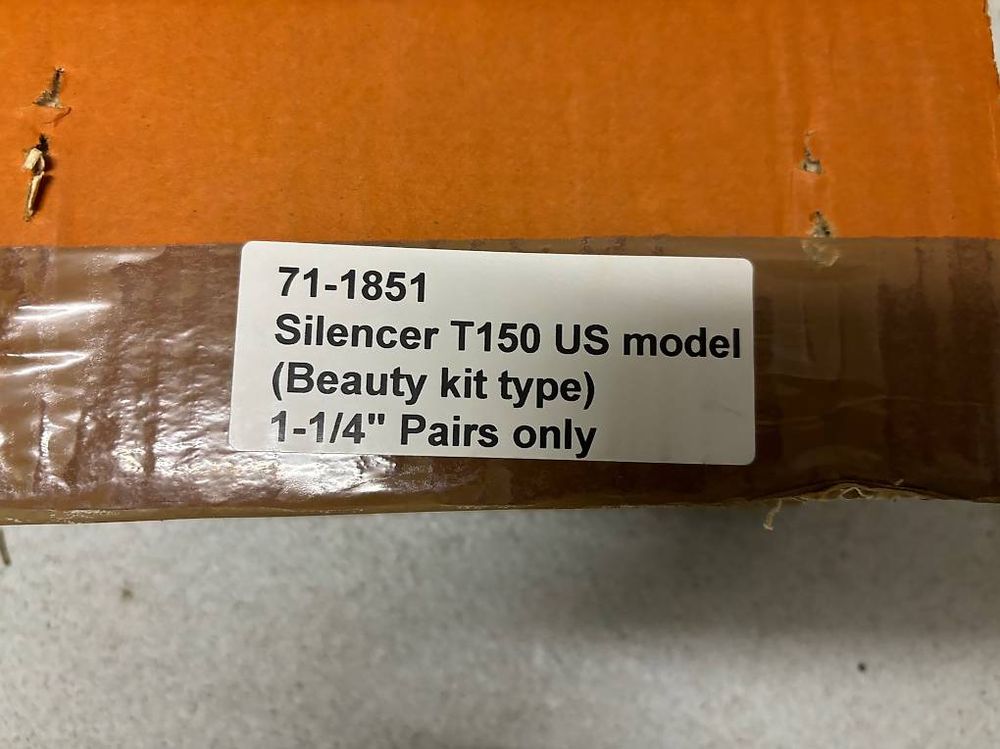 71-1851
Silencer T150 US model
(Beauty kit type)
1-1/4" Pairs only